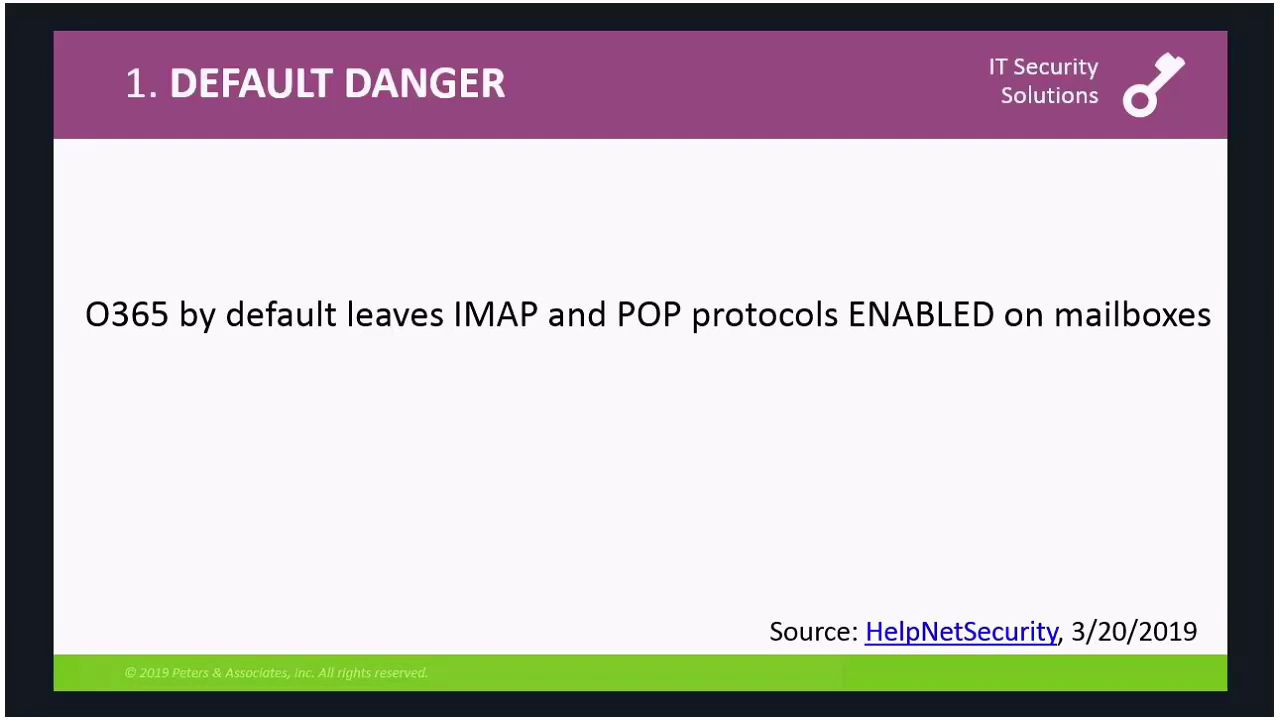 1. DEFAULT DANGER
IT Security
Solutions
O365 by default leaves IMAP and POP protocols ENABLED on mailboxes
Source: HelpNetSecurity, 3/20/2019
© 2019 Peters & Associates, inc. All rights reserved.